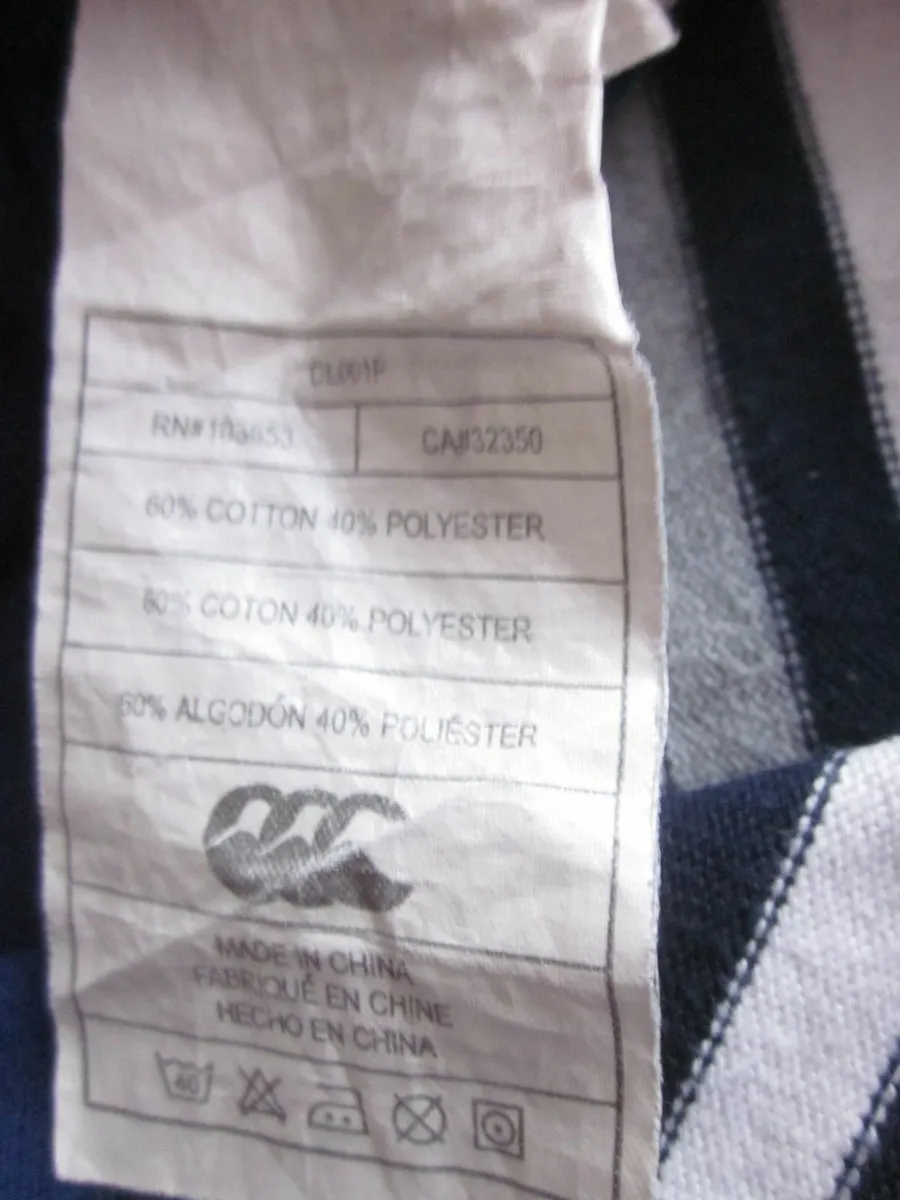 CL001P
RN#103653
CA#32350
60% COTTON 40% POLYESTER
60% COTON 40% POLYESTER
60% ALGODÓN 40% POLIÉSTER
CCC
MADE IN CHINA
FABRIQUÉ EN CHINE
HECHO EN CHINA
40